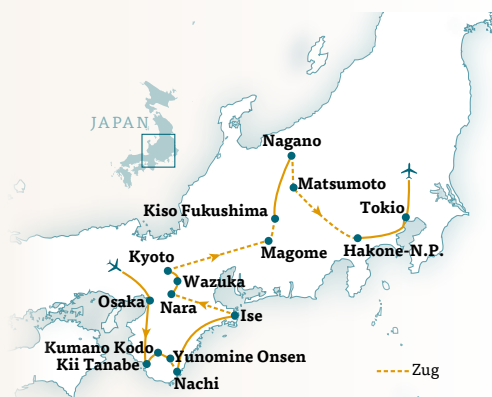 JAPAN
Nagano
Matsumoto
Kiso Fukushima
Tokio
Magome
Hakone-N.P.
Kyoto
Wazuka
Osaka
Nara
Ise
Kumano Kodo
Yunomine Onsen
Kii Tanabe
Nachi
Zug